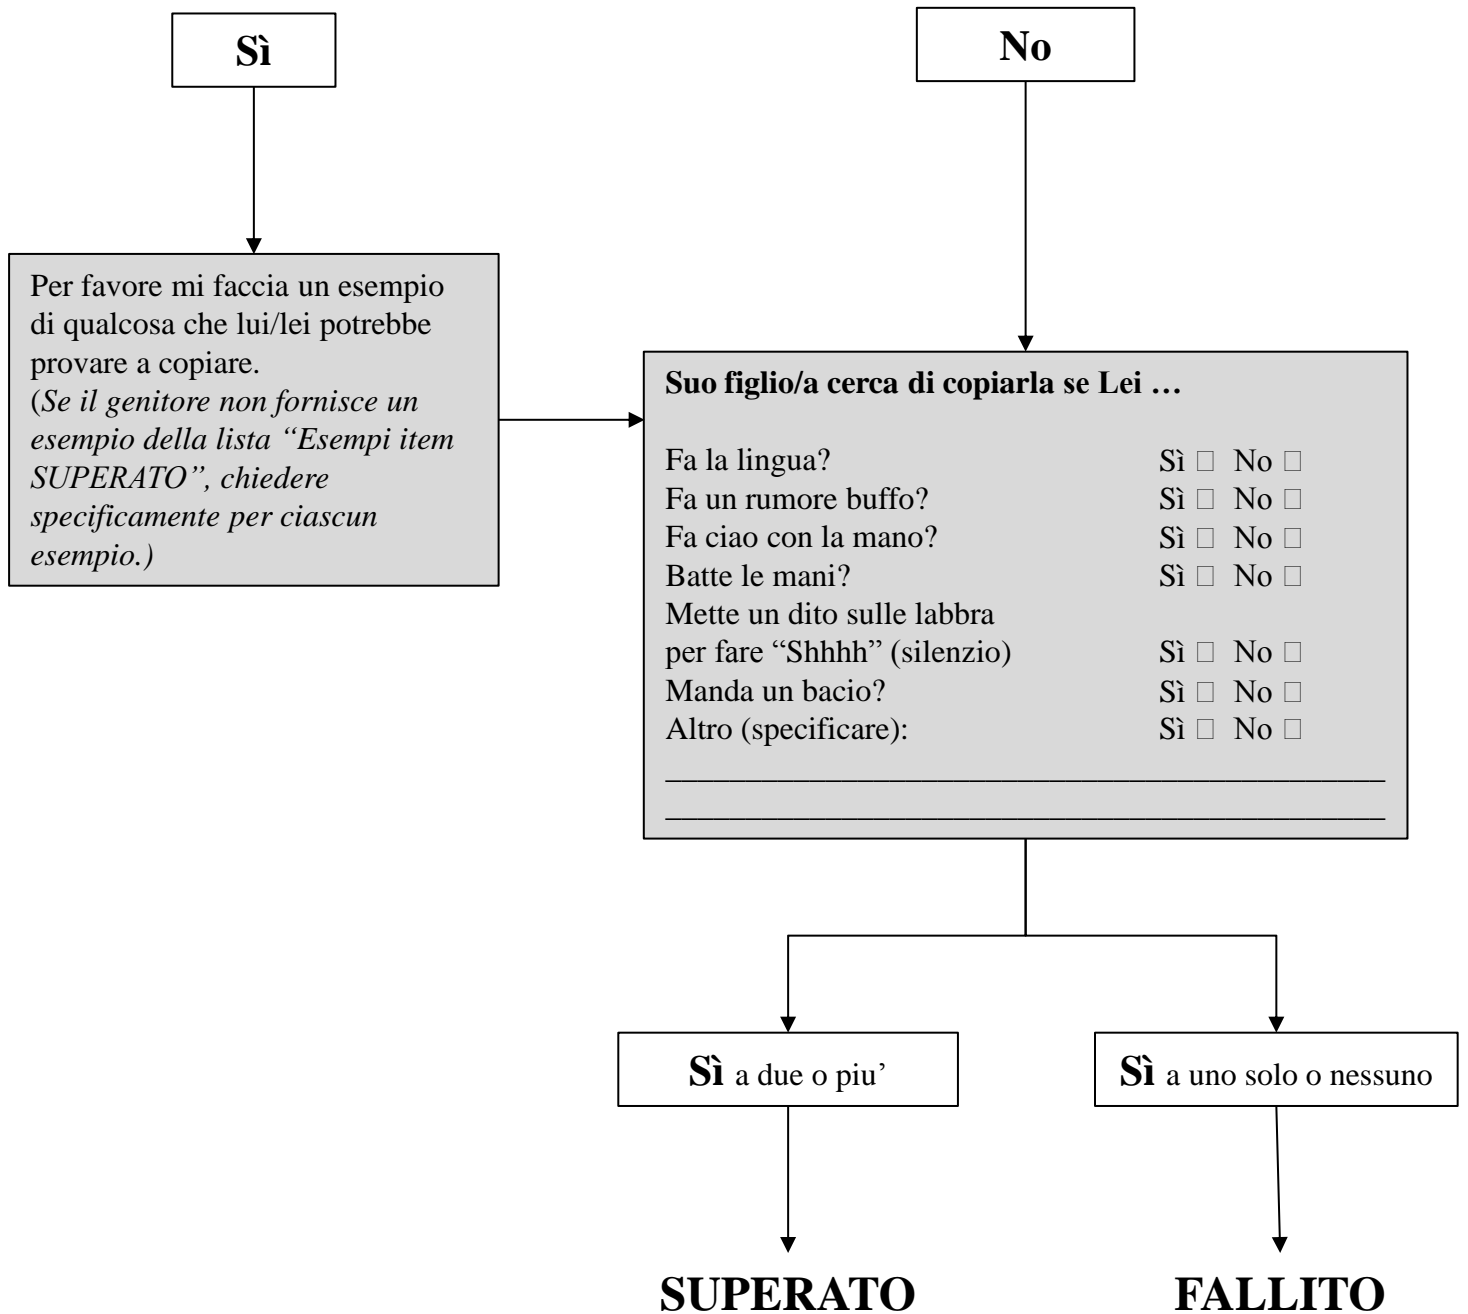 Sì
No
Per favore mi faccia un esempio
di qualcosa che lui/lei potrebbe
provare a copiare.
(Se il genitore non fornisce un
esempio della lista “Esempi item
SUPERATO”, chiedere
specificamente per ciascun
esempio.)
Suo figlio/a cerca di copiarla se Lei …
Fa la lingua? Sì □ No □
Fa un rumore buffo? Sì □ No □
Fa ciao con la mano? Sì □ No □
Batte le mani? Sì □ No □
Mette un dito sulle labbra
per fare “Shhhh” (silenzio) Sì □ No □
Manda un bacio? Sì □ No □
Altro (specificare): Sì □ No □
_____________________________________________
_____________________________________________
Sì a due o piu’
Sì a uno solo o nessuno
SUPERATO
FALLITO